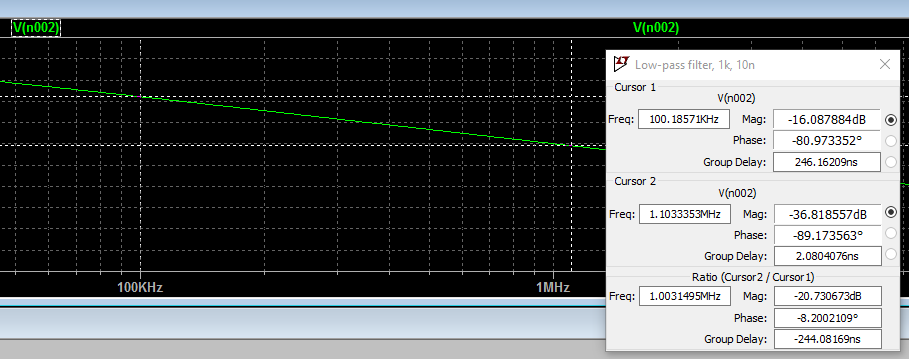 V(n002) V(n002)
Low-pass filter, 1k, 10n
Cursor 1
V(n002)
Freq: 100.18571KHz Mag: -16.087884dB
Phase: -80.973352°
Group Delay: 246.16209ns
Cursor 2
V(n002)
Freq: 1.1033353MHz Mag: -36.818557dB
Phase: -89.173563°
Group Delay: 2.0804076ns
Ratio (Cursor2 / Cursor1)
Freq: 1.0031495MHz Mag: -20.730673dB
Phase: -8.2002109°
Group Delay: -244.08169ns
100KHz 1MHz